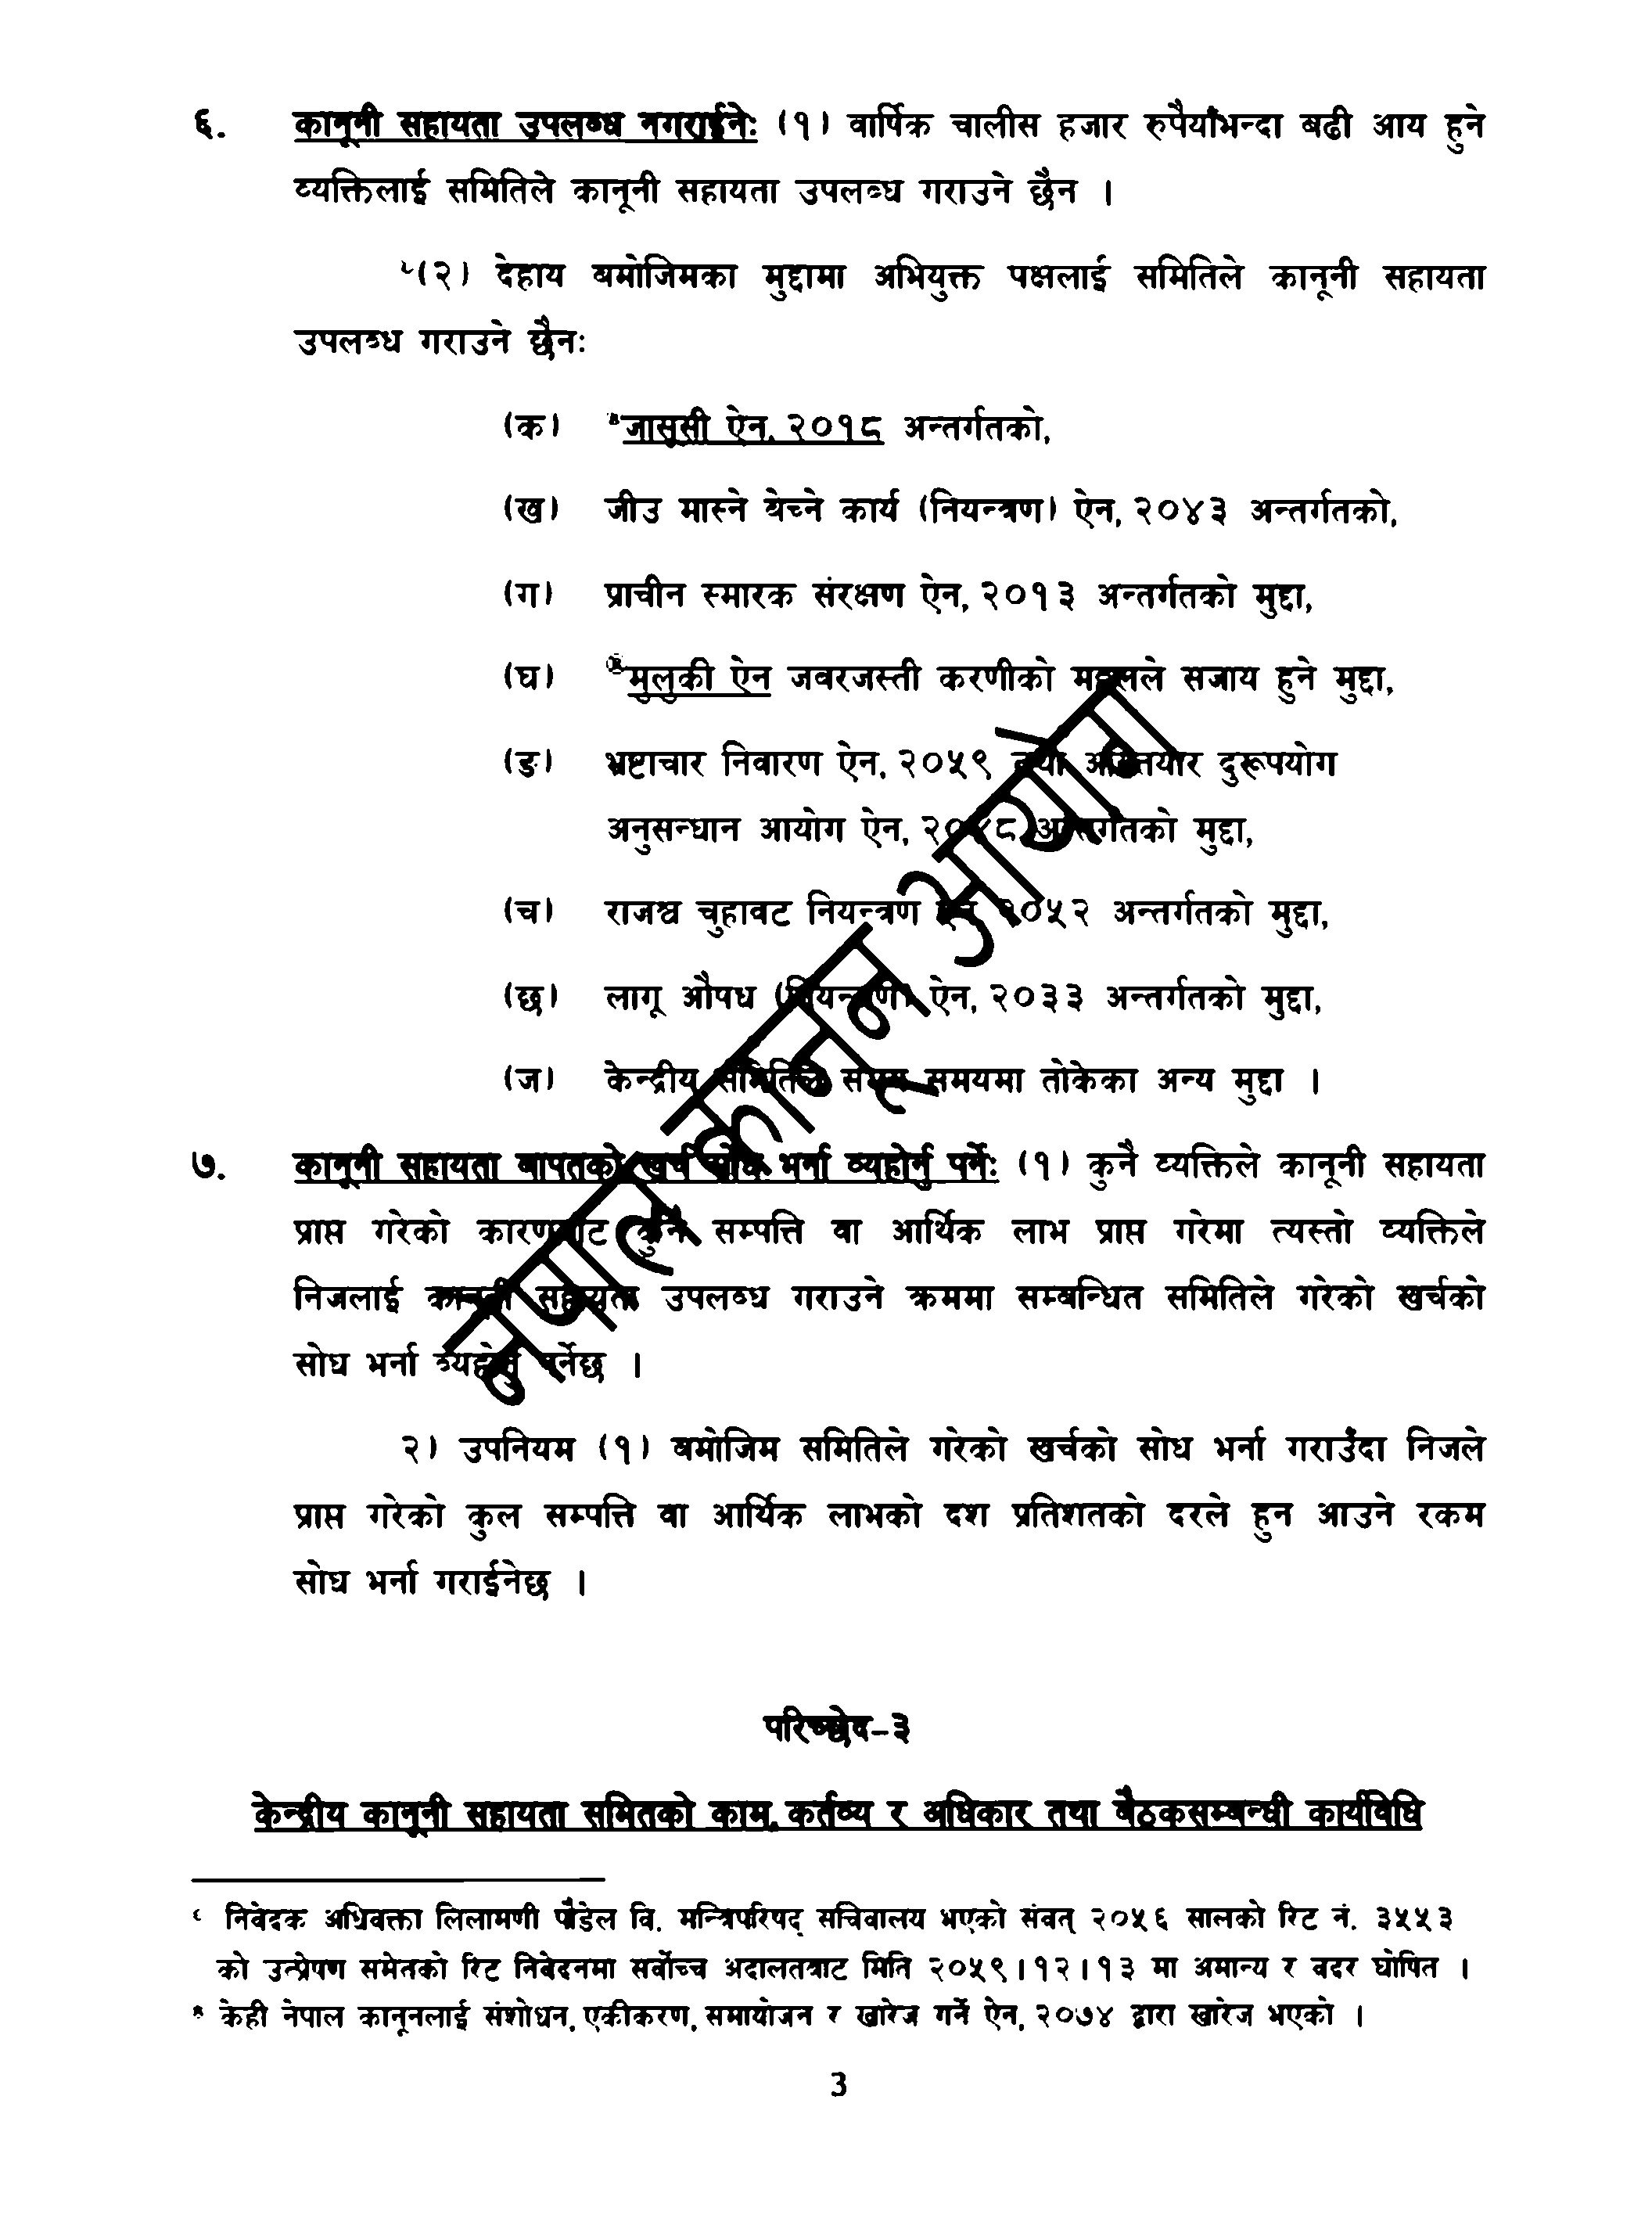 ६. कानूनी सहायता उपलब्ध नगराईनेः (१) वार्षिक चालीस हजार रुपैयाँभन्दा बढी आय हुने
व्यक्तिलाई समितिले कानूनी सहायता उपलब्ध गराउने छैन ।
(२) देहाय बमोजिमका मुद्दामा अभियुक्त पक्षलाई समितिले कानूनी सहायता
उपलब्ध गराउने छैनः
(क) जासूसी ऐन, २०१८ अन्तर्गतको,
(ख) जीउ मास्ने बेच्ने कार्य (नियन्त्रण) ऐन, २०४३ अन्तर्गतको,
(ग) प्राचीन स्मारक संरक्षण ऐन, २०१३ अन्तर्गतको मुद्दा,
(घ) मुलुकी ऐन जबरजस्ती करणीको महलले सजाय हुने मुद्दा,
(ङ) भ्रष्टाचार निवारण ऐन, २०५९ तथा अख्तियार दुरूपयोग
अनुसन्धान आयोग ऐन, २०४८ अन्तर्गतको मुद्दा,
(च) राजश्व चुहावट नियन्त्रण ऐन, २०५२ अन्तर्गतको मुद्दा,
(छ) लागू औषध (नियन्त्रण) ऐन, २०३३ अन्तर्गतको मुद्दा,
(ज) केन्द्रीय समितिले समय समयमा तोकेका अन्य मुद्दा ।
नेपाल कानून आयोग
७. कानूनी सहायता बापतको खर्च सोधः भर्ना व्यहोर्नु पर्नेः (१) कुनै व्यक्तिले कानूनी सहायता
प्राप्त गरेको कारणबाट कुनै सम्पत्ति वा आर्थिक लाभ प्राप्त गरेमा त्यस्तो व्यक्तिले
निजलाई कानूनी सहायता उपलब्ध गराउने क्रममा सम्बन्धित समितिले गरेको खर्चको
सोध भर्ना व्यहोर्नु पर्नेछ ।
२) उपनियम (१) बमोजिम समितिले गरेको खर्चको सोध भर्ना गराउँदा निजले
प्राप्त गरेको कुल सम्पत्ति वा आर्थिक लाभको दश प्रतिशतको दरले हुन आउने रकम
सोध भर्ना गराईनेछ ।
परिच्छेद–३
केन्द्रीय कानूनी सहायता समितको काम, कर्तव्य र अधिकार तथा बैठकसम्बन्धी कार्यविधि
निवेदक अधिवक्ता लिलामणी पौडेल वि. मन्त्रिपरिषद् सचिवालय भएको संवत् २०५६ सालको रिट नं. ३५५३
को उत्प्रेषण समेतको रिट निवेदनमा सर्वोच्च अदालतबाट मिति २०५९।१२।१३ मा अमान्य र बदर घोषित ।
केही नेपाल कानूनलाई संशोधन, एकीकरण, समायोजन र खारेज गर्ने ऐन, २०७४ द्वारा खारेज भएको ।
3